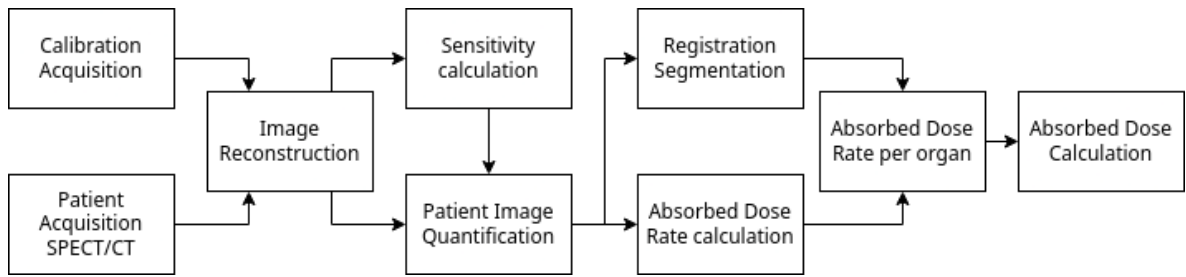 Calibration
Acquisition
Patient
Acquisition
SPECT/CT
Image
Reconstruction
Sensitivity
calculation
Patient Image
Quantification
Registration
Segmentation
Absorbed Dose
Rate calculation
Absorbed Dose
Rate per organ
Absorbed Dose
Calculation